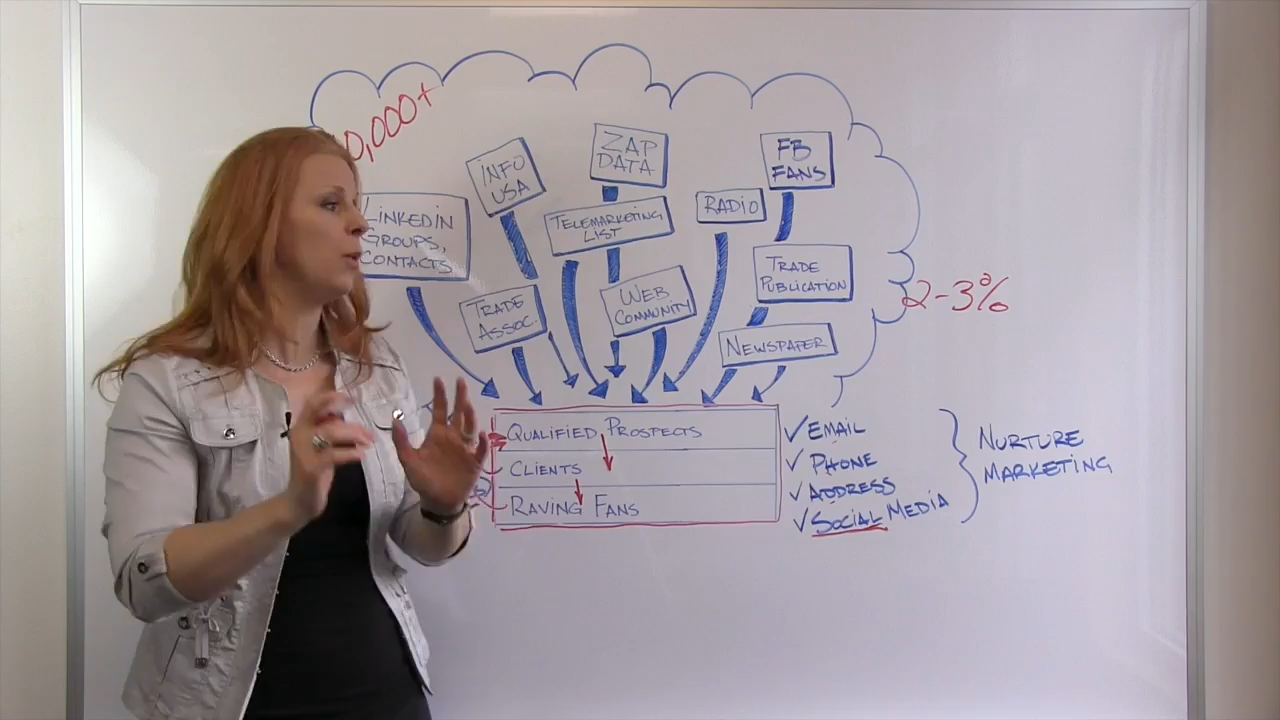 0,000+
INFO
USA
ZAP
DATA
FB
FANS
LINKEDIN
GROUPS,
CONTACTS
TELEMARKETING
LIST
RADIO
TRADE
PUBLICATION
TRADE
ASSOC.
WEB
COMMUNITY
2-3%
NEWSPAPER
QUALIFIED PROSPECTS
CLIENTS
RAVING FANS
✓ EMAIL
✓ PHONE
✓ ADDRESS
✓ SOCIAL MEDIA
NURTURE
MARKETING